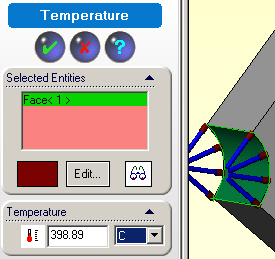 Temperature
?
Selected Entities
Face< 1 >
Edit...
Temperature
398.89 C